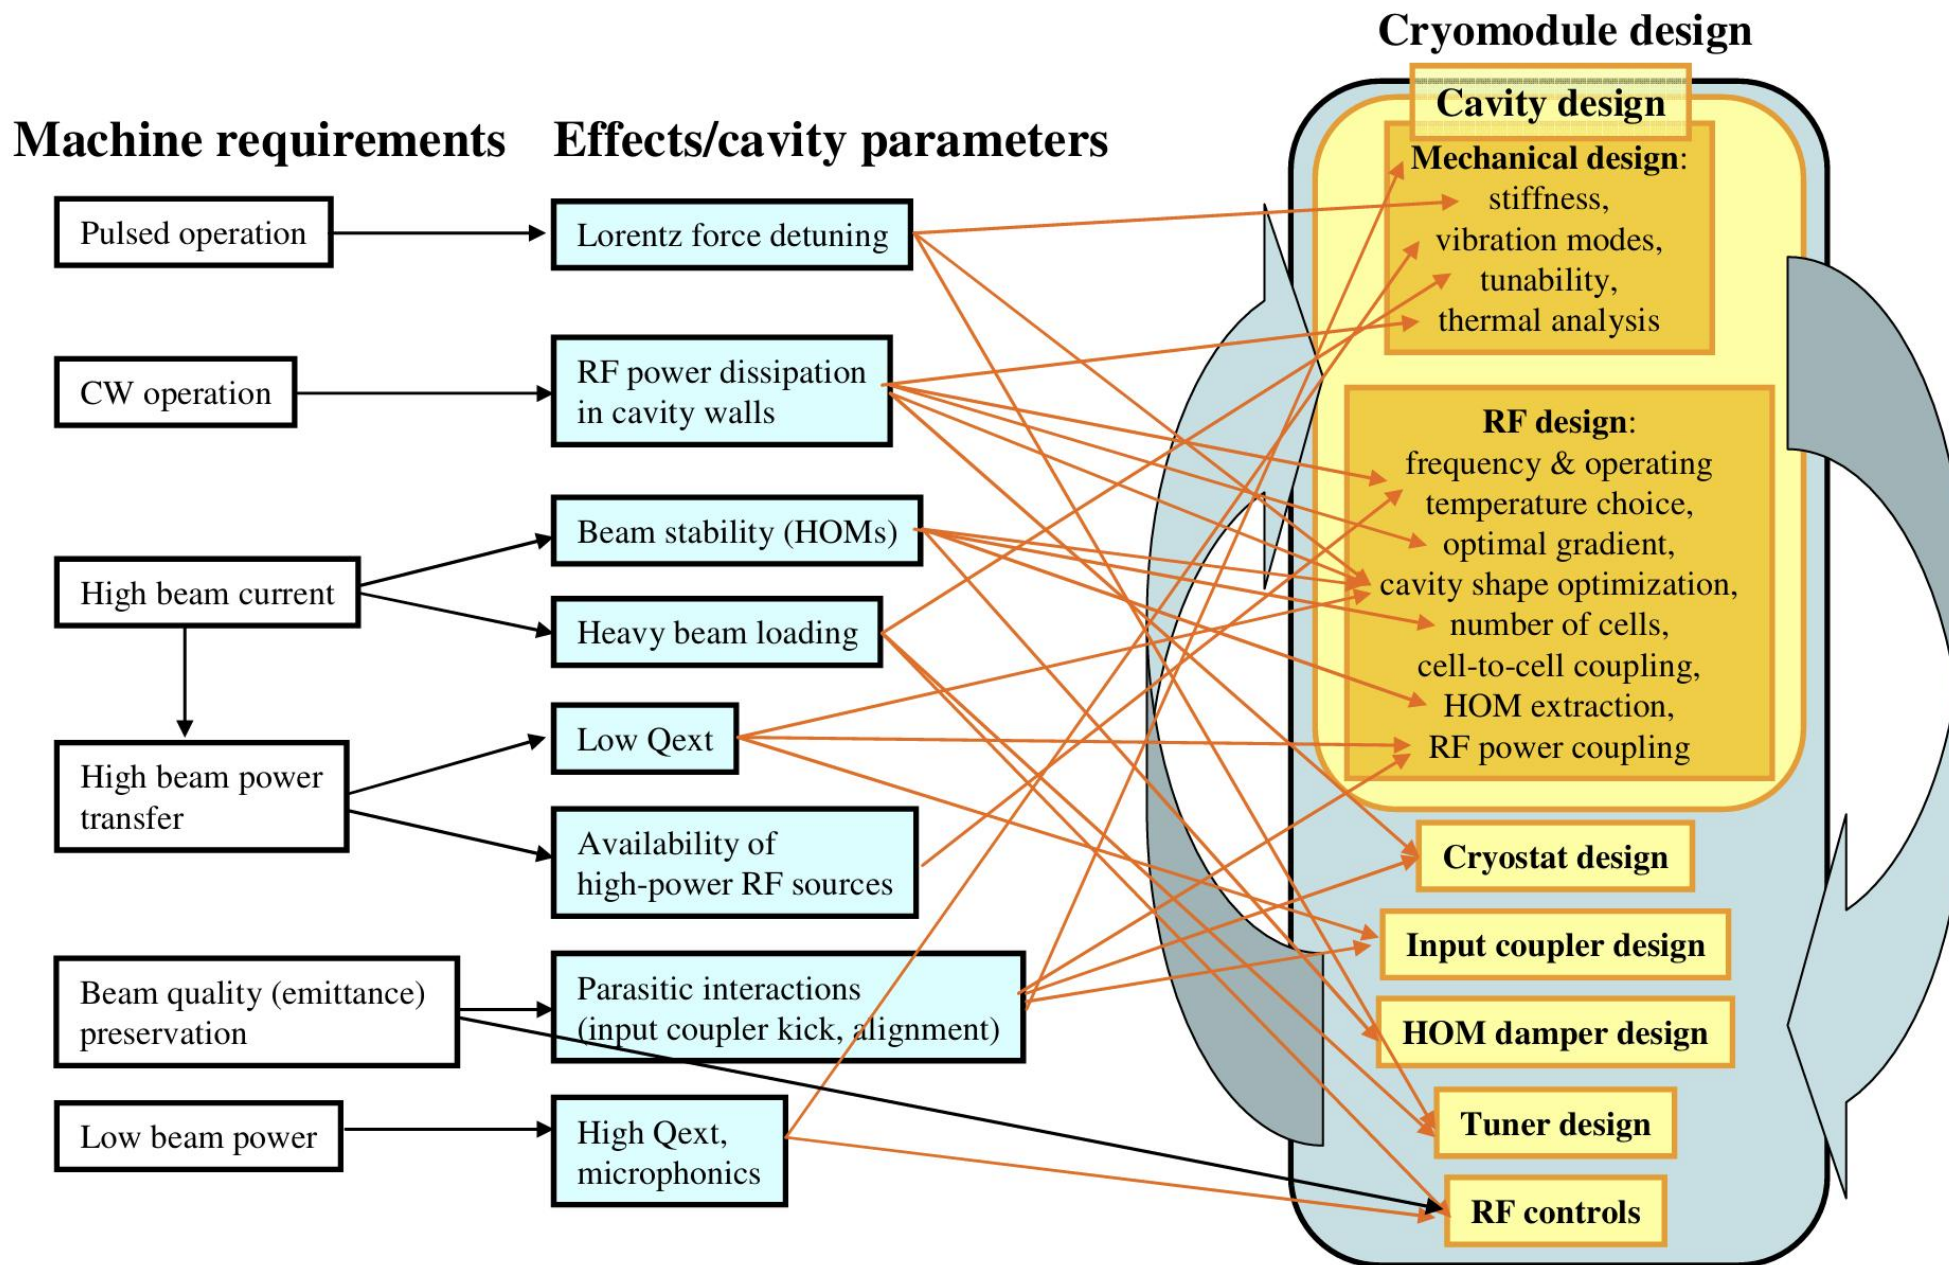 Cryomodule design
Machine requirements
Effects/cavity parameters
Pulsed operation
CW operation
High beam current
High beam power
transfer
Beam quality (emittance)
preservation
Low beam power
Lorentz force detuning
RF power dissipation
in cavity walls
Beam stability (HOMs)
Heavy beam loading
Low Qext
Availability of
high-power RF sources
Parasitic interactions
(input coupler kick, alignment)
High Qext,
microphonics
Cavity design
Mechanical design:
stiffness,
vibration modes,
tunability,
thermal analysis
RF design:
frequency & operating
temperature choice,
optimal gradient,
cavity shape optimization,
number of cells,
cell-to-cell coupling,
HOM extraction,
RF power coupling
Cryostat design
Input coupler design
HOM damper design
Tuner design
RF controls